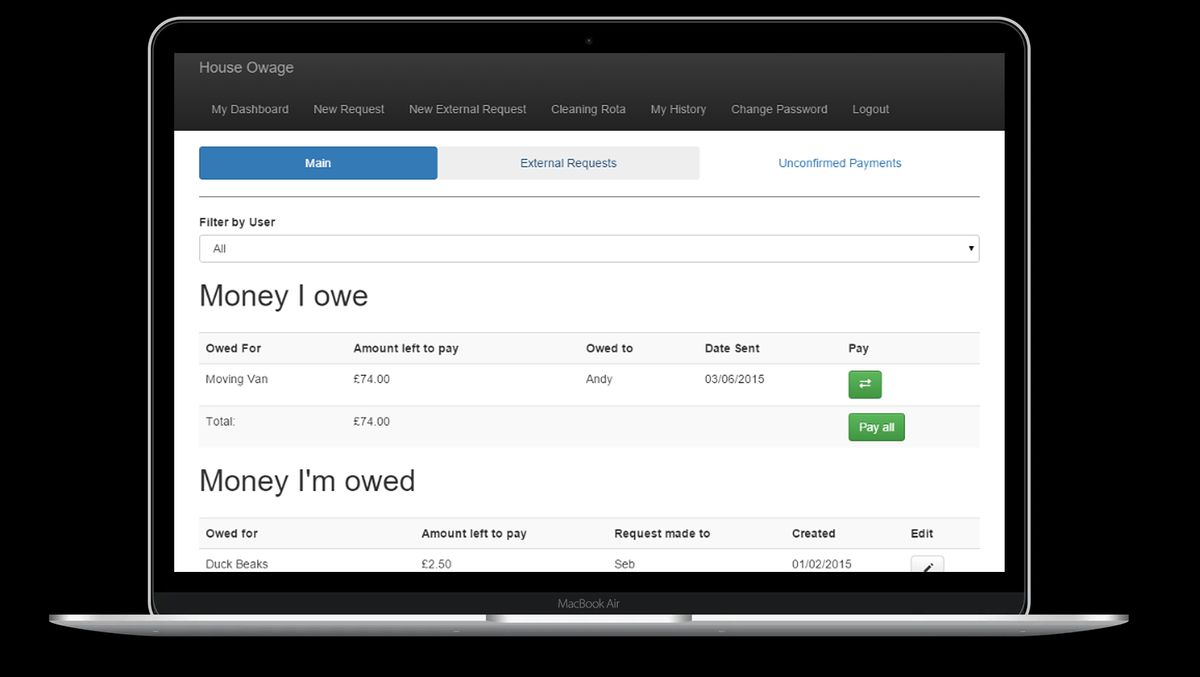 House Owage
My Dashboard New Request New External Request Cleaning Rota My History Change Password Logout
Main External Requests Unconfirmed Payments
Filter by User
All
Money I owe
Owed For Amount left to pay Owed to Date Sent Pay
Moving Van £74.00 Andy 03/06/2015
Total: £74.00 Pay all
Money I'm owed
Owed for Amount left to pay Request made to Created Edit
Duck Beaks £2.50 Seb 01/02/2015
MacBook Air